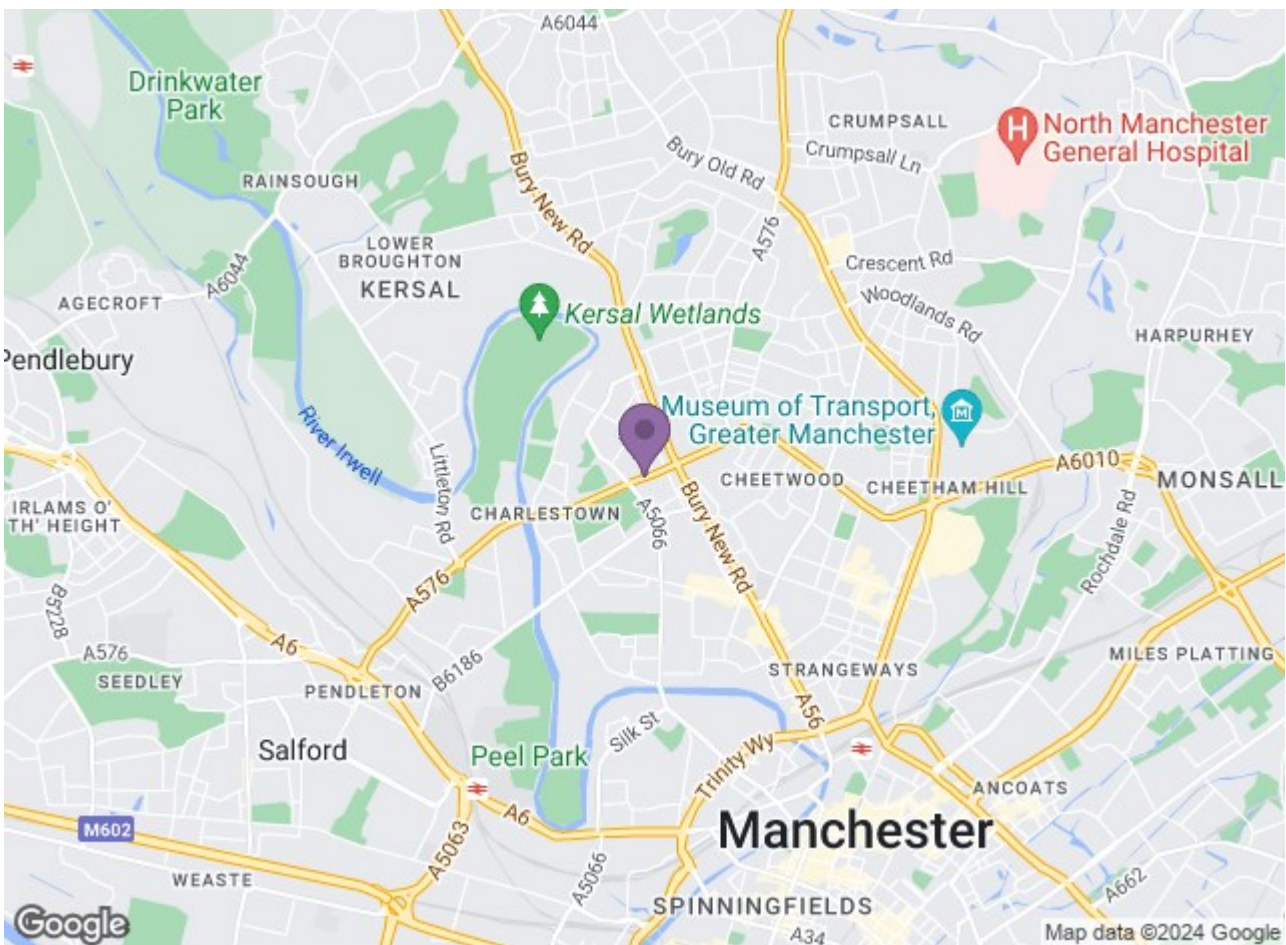 A6044
Drinkwater
Park
CRUMPSALL
North Manchester
General Hospital
H
Crumpsall Ln
Bury Old Rd
Bury New Rd
RAINSOUGH
A576
LOWER
BROUGHTON
KERSAL
A6044
AGECROFT
Crescent Rd
Woodlands Rd
Kersal Wetlands
HARPURHEY
Pendlebury
Museum of Transport,
Greater Manchester
M
River Irwell
Littleton Rd
A6010
MONSALL
CHEETWOOD
CHEETHAM HILL
IRLAMS O'
TH' HEIGHT
CHARLESTOWN
A5066
Bury New Rd
Rochdale Rd
A576
B5228
A6
A576
SEEDLEY
PENDLETON
B6186
STRANGEWAYS
MILES PLATTING
A56
Silk St
Salford
Peel Park
Trinity Wy
ANCOATS
A6
M602
A5063
Manchester
WEASTE
A5066
A662
SPINNINGFIELDS
A34
Google
Map data ©2024 Google